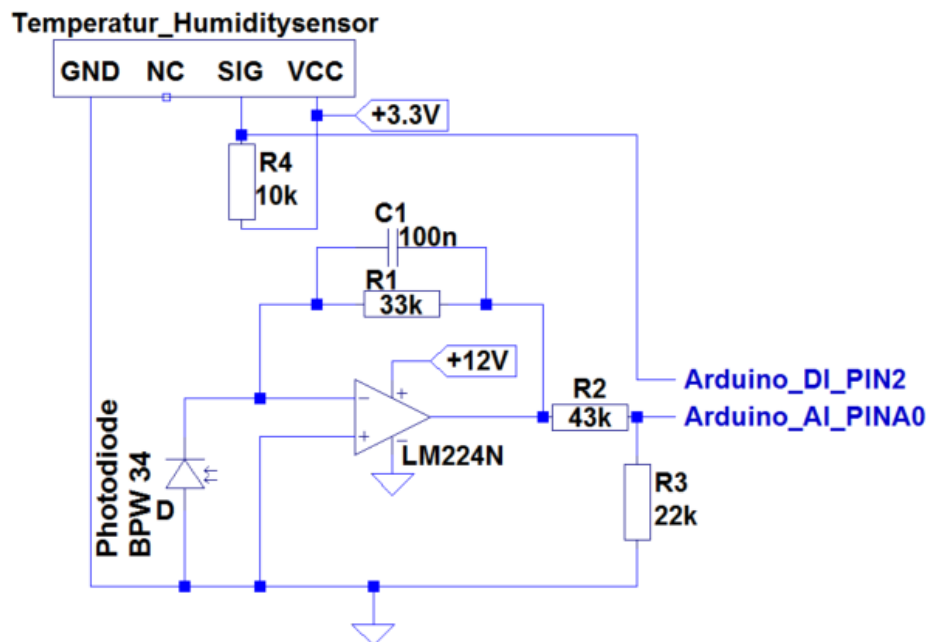 Temperatur_Humiditysensor
GND NC SIG VCC
+3.3V
R4
10k
C1
100n
R1
33k
+12V
Arduino_DI_PIN2
R2
43k
Arduino_AI_PINA0
LM224N
Photodiode
BPW 34
D
R3
22k